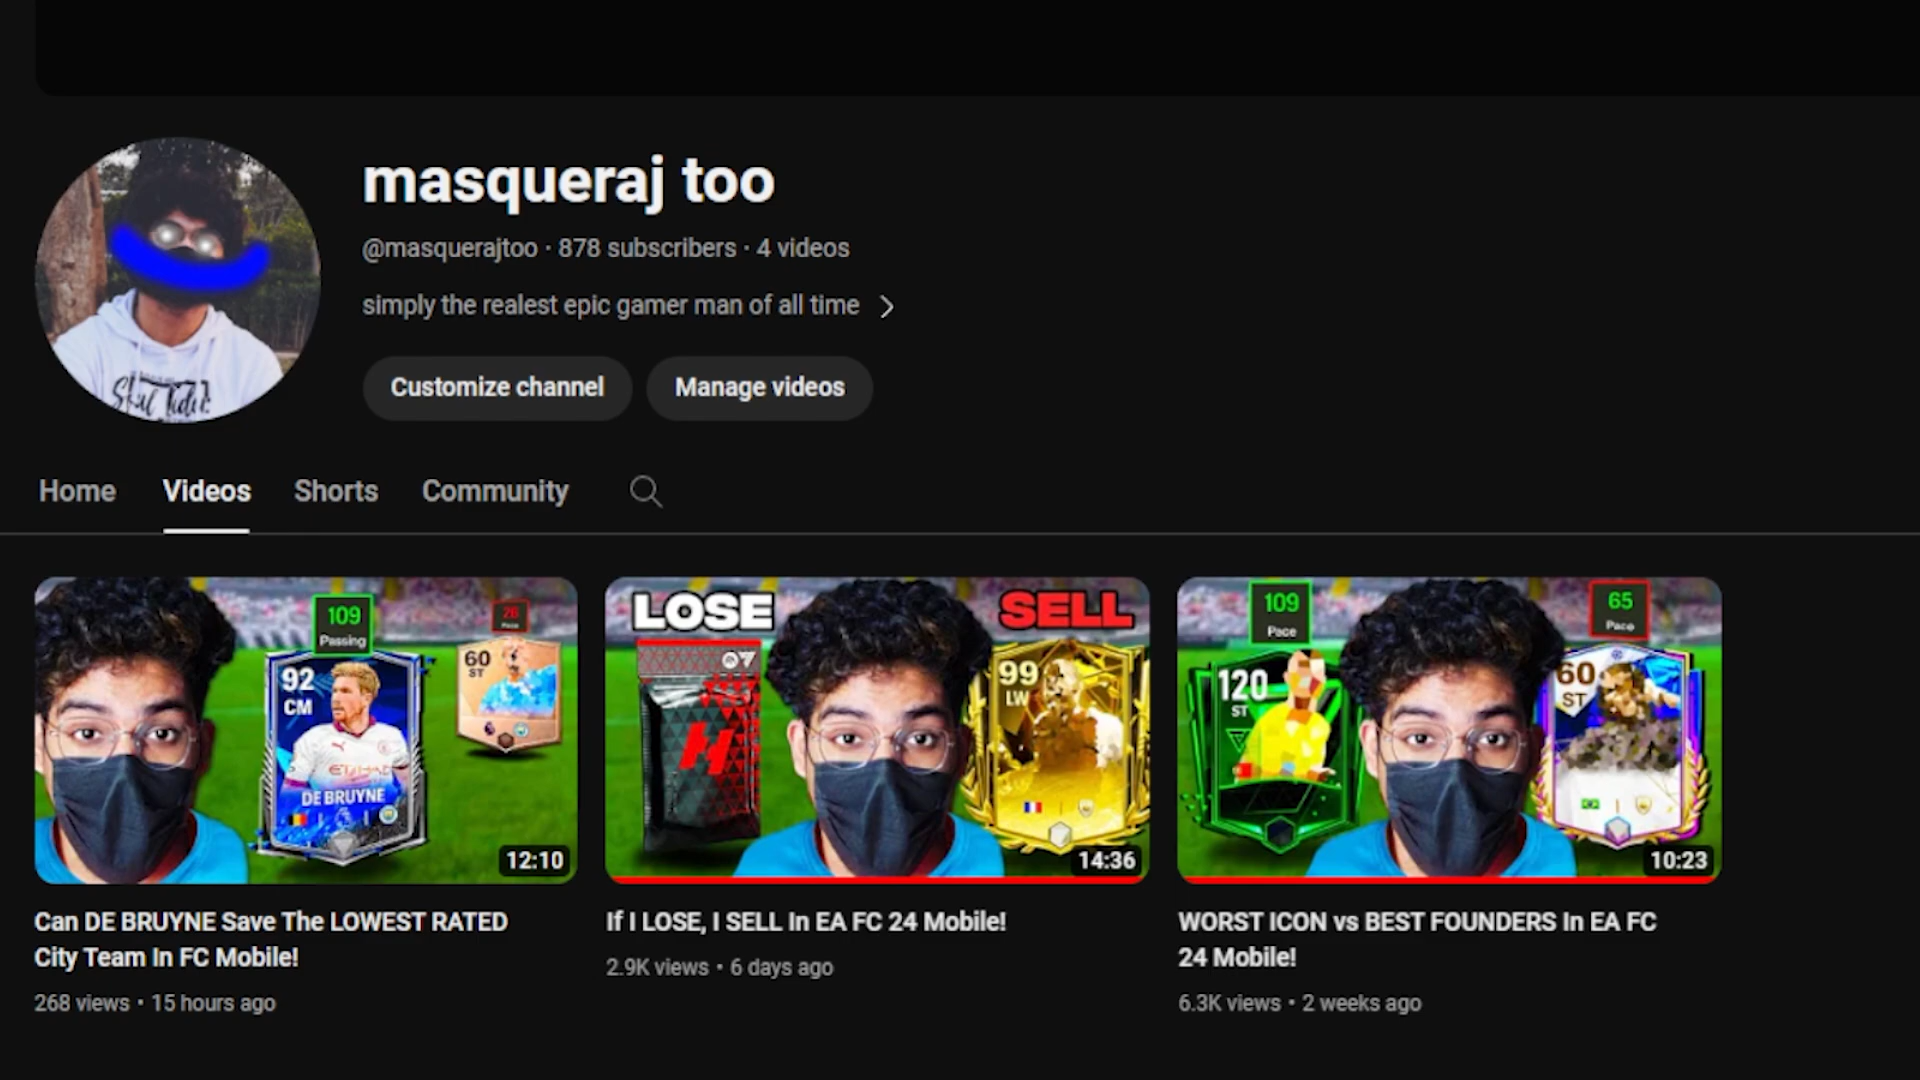 masqueraj too
@masquerajtoo · 878 subscribers · 4 videos
simply the realest epic gamer man of all time
Customize channel
Manage videos
Home
Videos
Shorts
Community
109
Passing
92
CM
DE BRUYNE
60
ST
12:10
LOSE
SELL
99
LW
14:36
109
Pace
120
ST
65
Pace
60
ST
10:23
Can DE BRUYNE Save The LOWEST RATED
City Team In FC Mobile!
268 views · 15 hours ago
If I LOSE, I SELL In EA FC 24 Mobile!
2.9K views · 6 days ago
WORST ICON vs BEST FOUNDERS In EA FC
24 Mobile!
6.3K views · 2 weeks ago